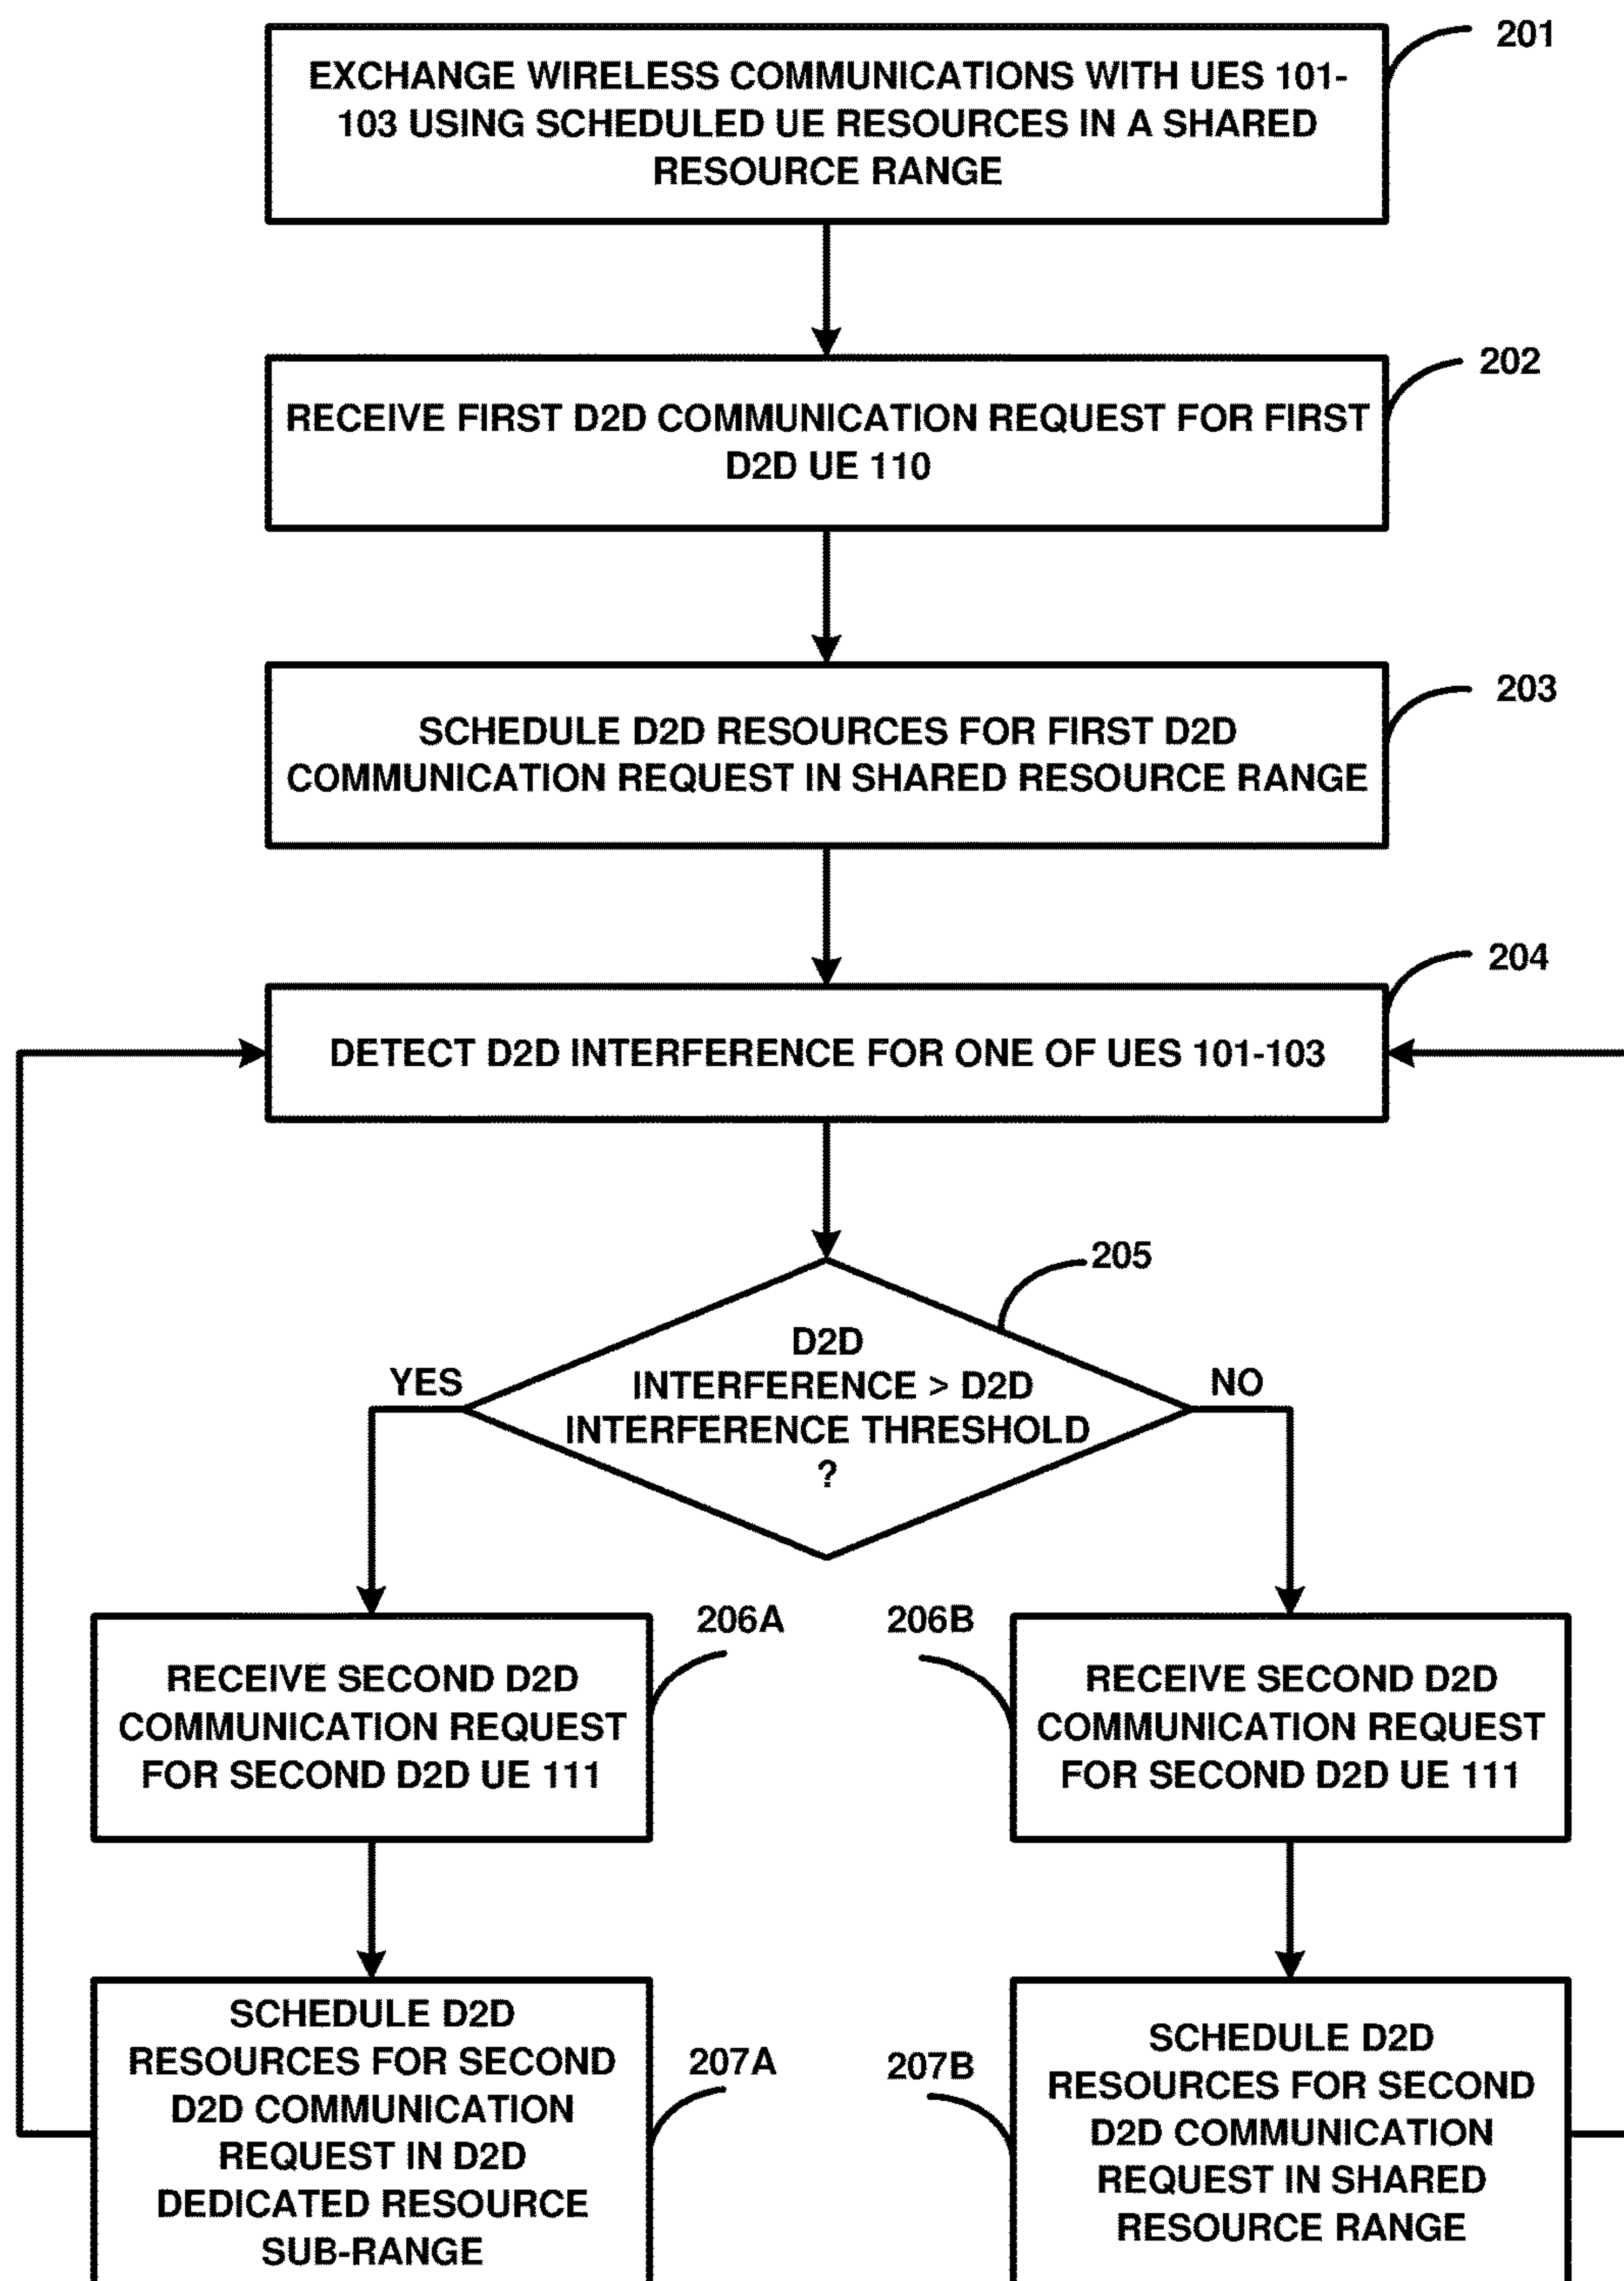 201
EXCHANGE WIRELESS COMMUNICATIONS WITH UES 101-
103 USING SCHEDULED UE RESOURCES IN A SHARED
RESOURCE RANGE
202
RECEIVE FIRST D2D COMMUNICATION REQUEST FOR FIRST
D2D UE 110
203
SCHEDULE D2D RESOURCES FOR FIRST D2D
COMMUNICATION REQUEST IN SHARED RESOURCE RANGE
204
DETECT D2D INTERFERENCE FOR ONE OF UES 101-103
205
D2D
INTERFERENCE > D2D
INTERFERENCE THRESHOLD
?
YES
NO
206A
RECEIVE SECOND D2D
COMMUNICATION REQUEST
FOR SECOND D2D UE 111
206B
RECEIVE SECOND D2D
COMMUNICATION REQUEST
FOR SECOND D2D UE 111
207A
SCHEDULE D2D
RESOURCES FOR SECOND
D2D COMMUNICATION
REQUEST IN D2D
DEDICATED RESOURCE
SUB-RANGE
207B
SCHEDULE D2D
RESOURCES FOR SECOND
D2D COMMUNICATION
REQUEST IN SHARED
RESOURCE RANGE